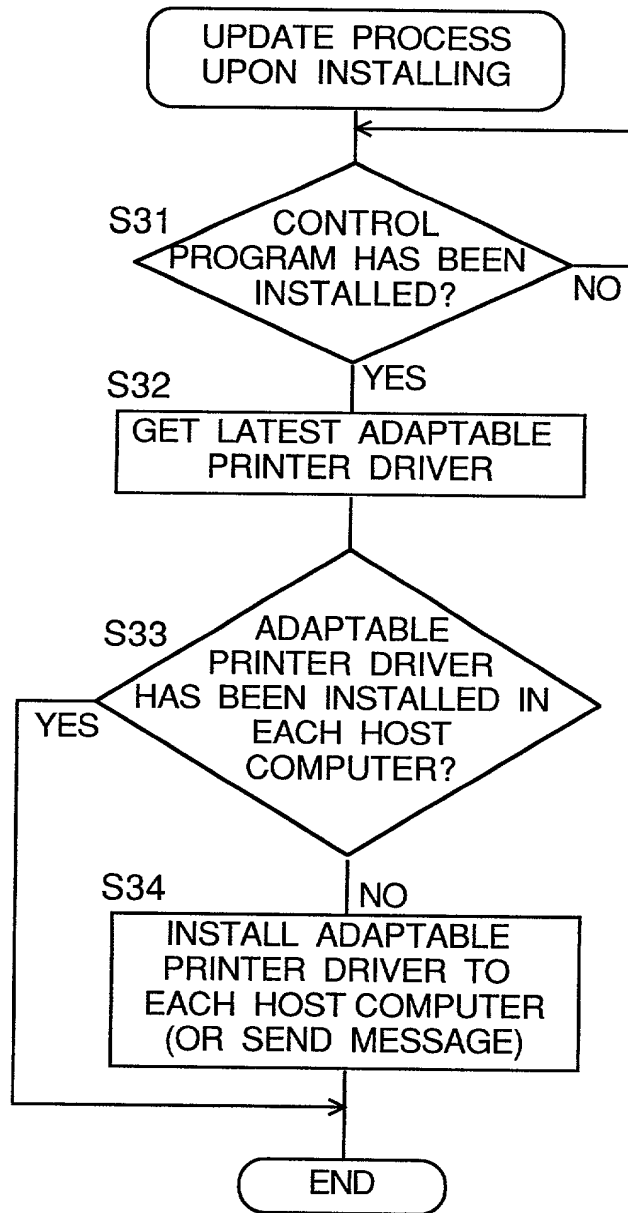 UPDATE PROCESS
UPON INSTALLING
S31
CONTROL
PROGRAM HAS BEEN
INSTALLED?
NO
YES
S32
GET LATEST ADAPTABLE
PRINTER DRIVER
S33
ADAPTABLE
PRINTER DRIVER
HAS BEEN INSTALLED IN
EACH HOST
COMPUTER?
YES
NO
S34
INSTALL ADAPTABLE
PRINTER DRIVER TO
EACH HOST COMPUTER
(OR SEND MESSAGE)
END